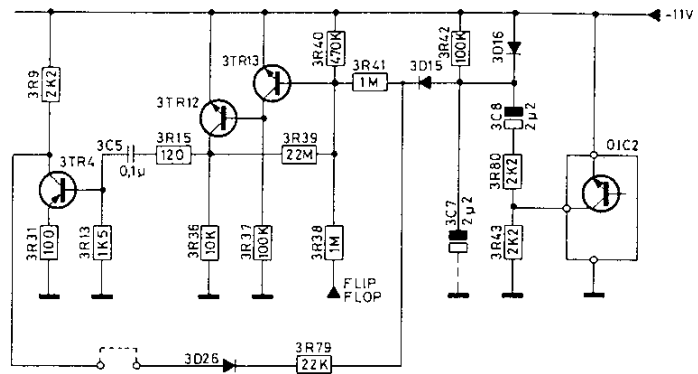 -11V
3R40
470K
3R42
100K
3D16
3R9
2K2
3TR13
3R41
1M
3D15
3TR12
3C8
2µ2
3C5
0,1µ
3R15
120
3R39
22M
OIC2
3TR4
3R80
2K2
3C7
2µ2
3R31
100
3R13
1K5
3R36
10K
3R37
100K
3R38
1M
3R43
2K2
FLIP
FLOP
3D26
3R79
22K